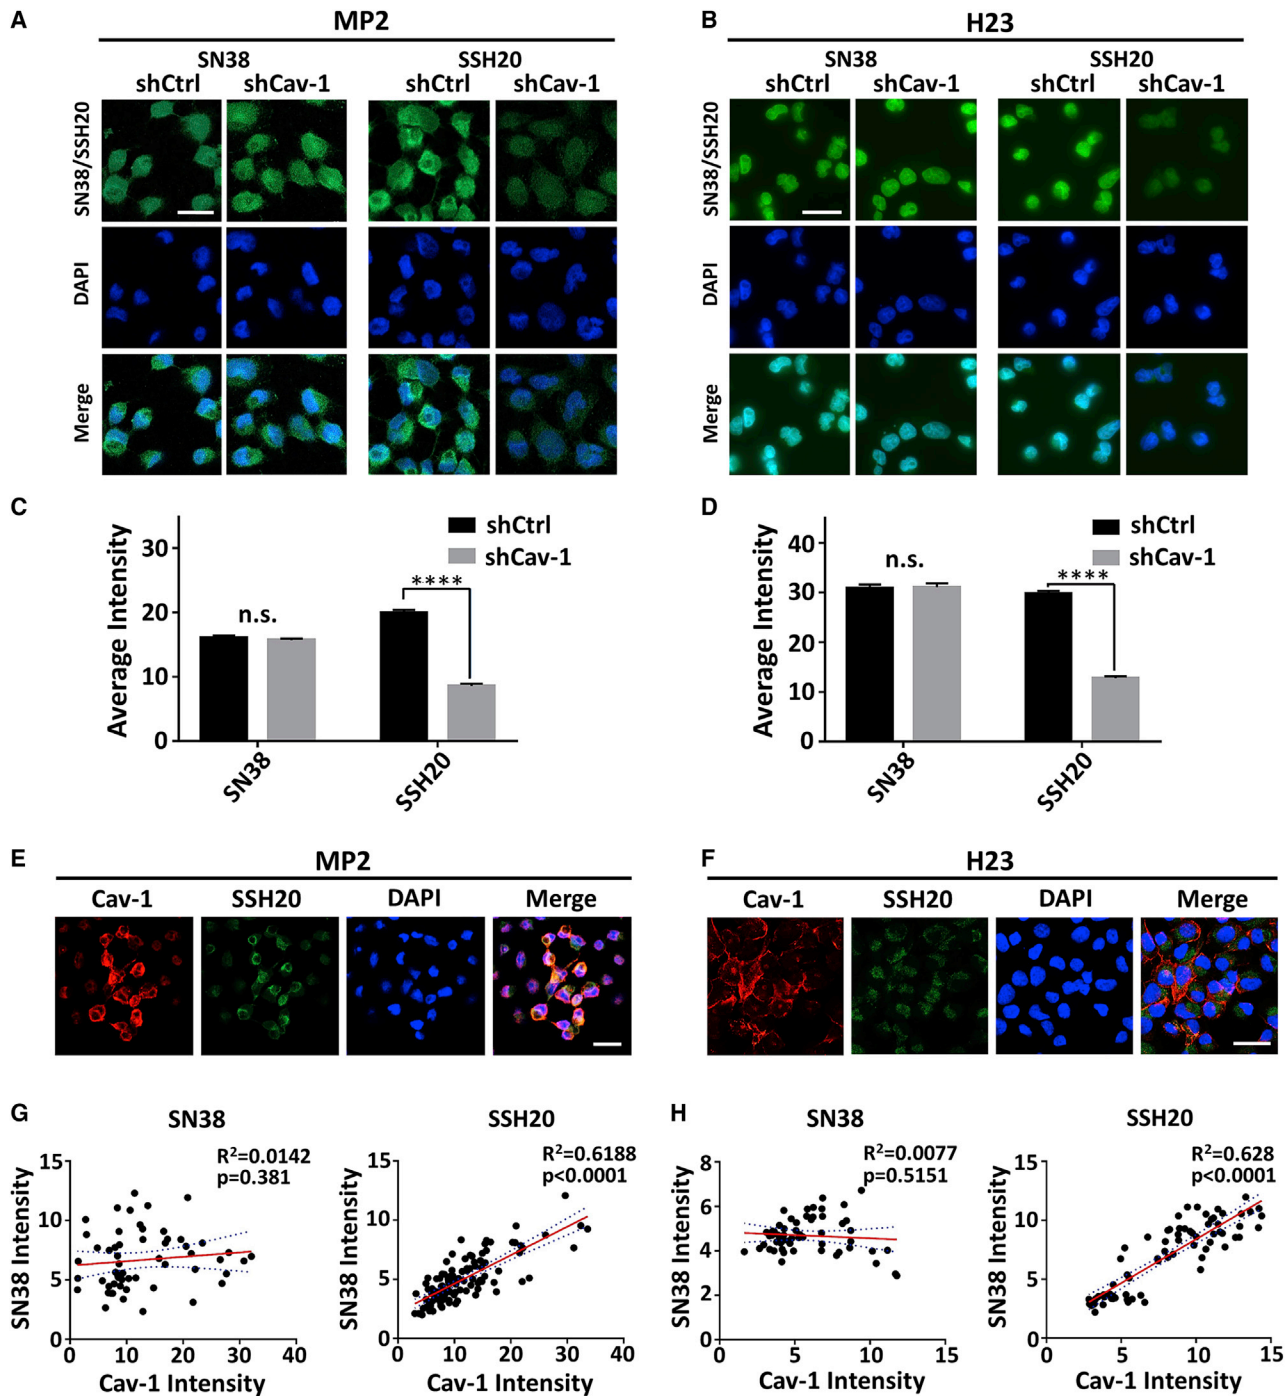 A
MP2
SN38
SSH20
shCtrl
shCav-1
shCtrl
shCav-1
SN38/SSH20
DAPI
Merge
B
H23
SN38
SSH20
shCtrl
shCav-1
shCtrl
shCav-1
SN38/SSH20
DAPI
Merge
C
Average Intensity
30
20
10
0
n.s.
****
shCtrl
shCav-1
SN38
SSH20
D
Average Intensity
40
30
20
10
0
n.s.
****
shCtrl
shCav-1
SN38
SSH20
E
MP2
Cav-1
SSH20
DAPI
Merge
F
H23
Cav-1
SSH20
DAPI
Merge
G
SN38
R²=0.0142
p=0.381
SN38 Intensity
15
10
5
0
0
10
20
30
40
Cav-1 Intensity
SSH20
R²=0.6188
p<0.0001
SN38 Intensity
15
10
5
0
0
10
20
30
40
Cav-1 Intensity
H
SN38
R²=0.0077
p=0.5151
SN38 Intensity
8
6
4
2
0
0
5
10
15
Cav-1 Intensity
SSH20
R²=0.628
p<0.0001
SN38 Intensity
15
10
5
0
0
5
10
15
Cav-1 Intensity